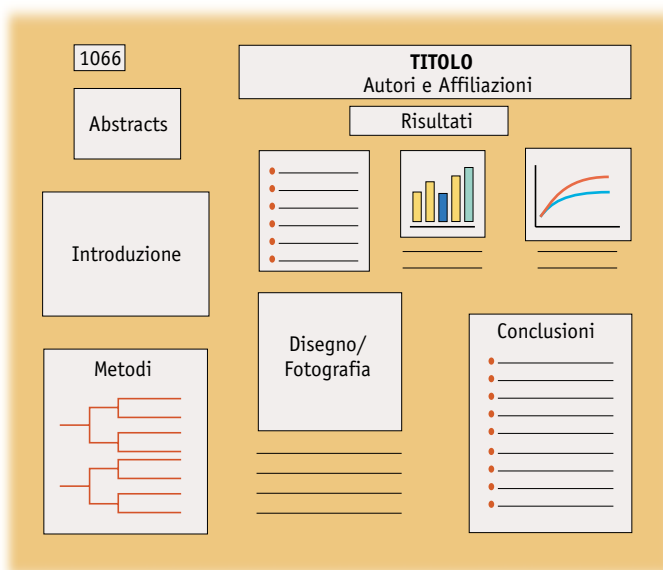 1066
TITOLO
Autori e Affiliazioni
Abstracts
Risultati
Introduzione
Disegno/
Fotografia
Metodi
Conclusioni